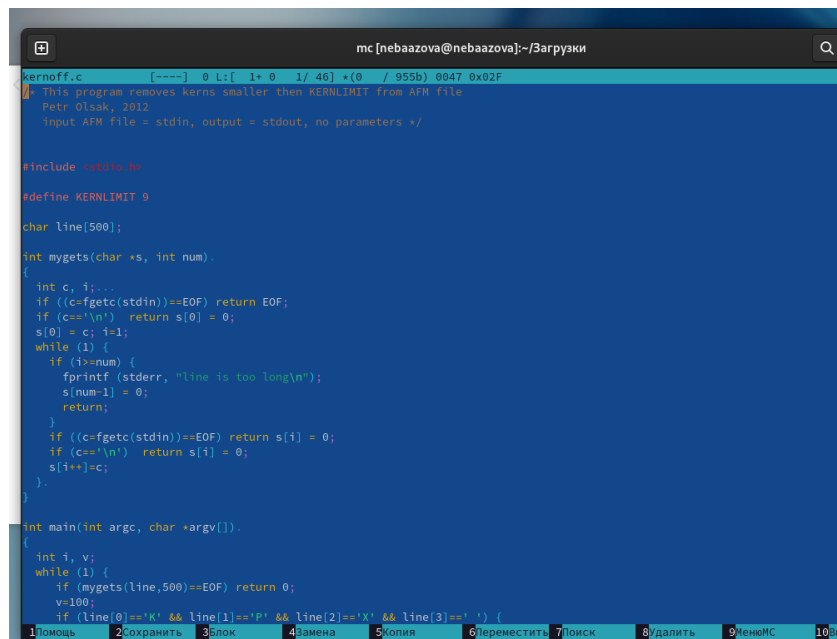 mc [nebaazova@nebaazova]:~/Загрузки
kernoff.c [----] 0 L:[ 1+ 0 1/ 46] *(0 / 955b) 0047 0x02F
/* This program removes kerns smaller then KERNLIMIT from AFM file
Petr Olsak, 2012
input AFM file = stdin, output = stdout, no parameters */
#include <stdio.h>
#define KERNLIMIT 9
char line[500];
int mygets(char *s, int num).
{
int c, i;...
if ((c=fgetc(stdin))==EOF) return EOF;
if (c=='\n') return s[0] = 0;
s[0] = c; i=1;
while (1) {
if (i>=num) {
fprintf (stderr, "line is too long\n");
s[num-1] = 0;
return;
}
if ((c=fgetc(stdin))==EOF) return s[i] = 0;
if (c=='\n') return s[i] = 0;
s[i++]=c;
}.
}
int main(int argc, char *argv[]).
{
int i, v;
while (1) {
if (mygets(line,500)==EOF) return 0;
v=100;
if (line[0]=='K' && line[1]=='P' && line[2]=='X' && line[3]==' ') {
1Помощь 2Сохранить 3Блок 4Замена 5Копия 6Переместить 7Поиск 8Удалить 9МенюMC 10В